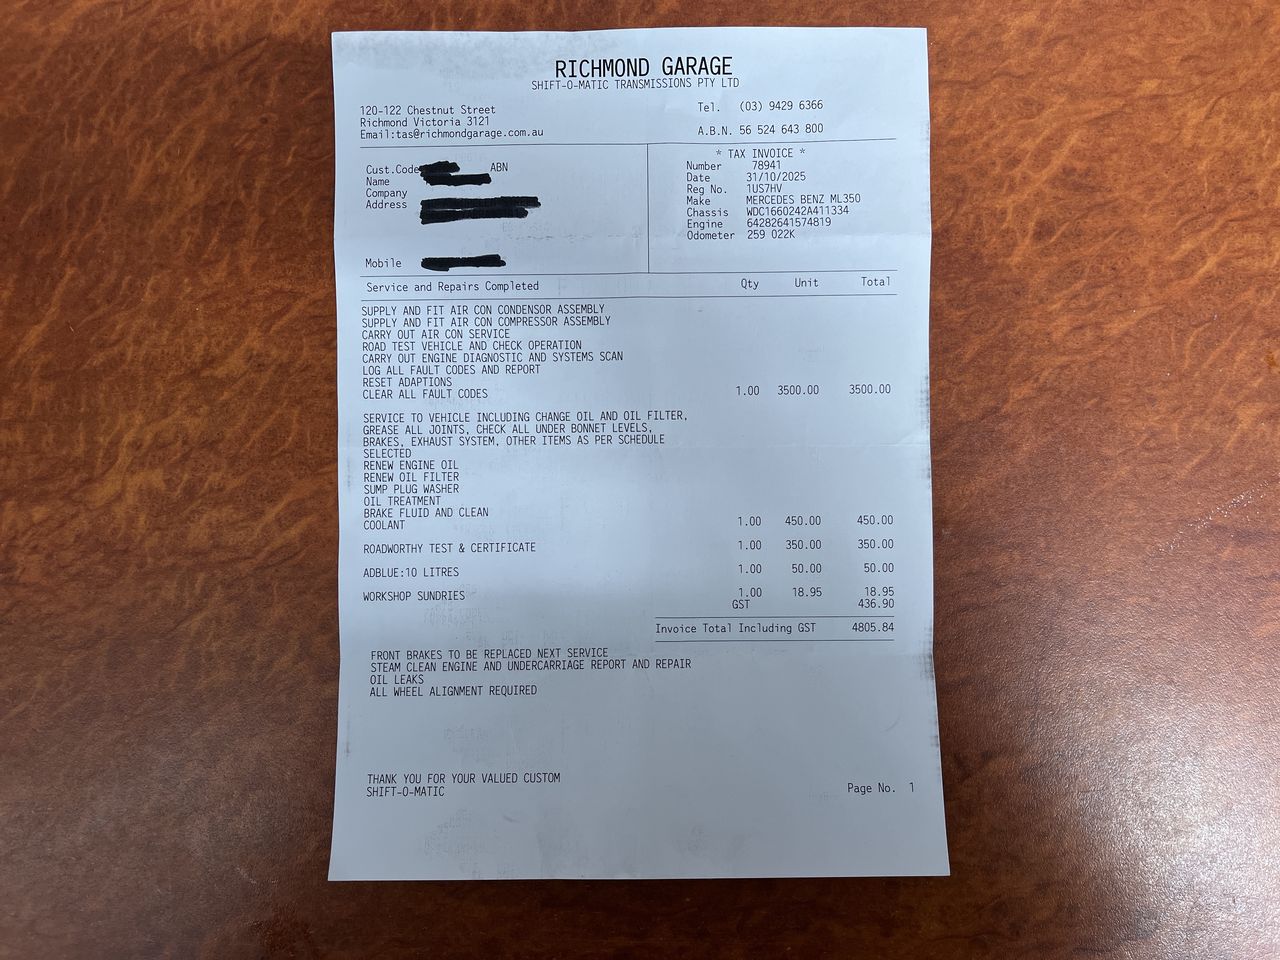 RICHMOND GARAGE
SHIFT-O-MATIC TRANSMISSIONS PTY LTD
120-122 Chestnut Street
Richmond Victoria 3121
Email:tas@richmondgarage.com.au
Tel. (03) 9429 6366
A.B.N. 56 524 643 800
Cust.Code ABN
Name
Company
Address
Mobile
* TAX INVOICE *
Number 78941
Date 31/10/2025
Reg No. 1US7HV
Make MERCEDES BENZ ML350
Chassis WDC1660242A411334
Engine 64282641574819
Odometer 259 022K
Service and Repairs Completed Qty Unit Total
SUPPLY AND FIT AIR CON CONDENSOR ASSEMBLY
SUPPLY AND FIT AIR CON COMPRESSOR ASSEMBLY
CARRY OUT AIR CON SERVICE
ROAD TEST VEHICLE AND CHECK OPERATION
CARRY OUT ENGINE DIAGNOSTIC AND SYSTEMS SCAN
LOG ALL FAULT CODES AND REPORT
RESET ADAPTIONS
CLEAR ALL FAULT CODES 1.00 3500.00 3500.00
SERVICE TO VEHICLE INCLUDING CHANGE OIL AND OIL FILTER,
GREASE ALL JOINTS, CHECK ALL UNDER BONNET LEVELS,
BRAKES, EXHAUST SYSTEM, OTHER ITEMS AS PER SCHEDULE
SELECTED
RENEW ENGINE OIL
RENEW OIL FILTER
SUMP PLUG WASHER
OIL TREATMENT
BRAKE FLUID AND CLEAN
COOLANT 1.00 450.00 450.00
ROADWORTHY TEST & CERTIFICATE 1.00 350.00 350.00
ADBLUE:10 LITRES 1.00 50.00 50.00
WORKSHOP SUNDRIES 1.00 18.95 18.95
GST 436.90
Invoice Total Including GST 4805.84
FRONT BRAKES TO BE REPLACED NEXT SERVICE
STEAM CLEAN ENGINE AND UNDERCARRIAGE REPORT AND REPAIR
OIL LEAKS
ALL WHEEL ALIGNMENT REQUIRED
THANK YOU FOR YOUR VALUED CUSTOM
SHIFT-O-MATIC
Page No. 1